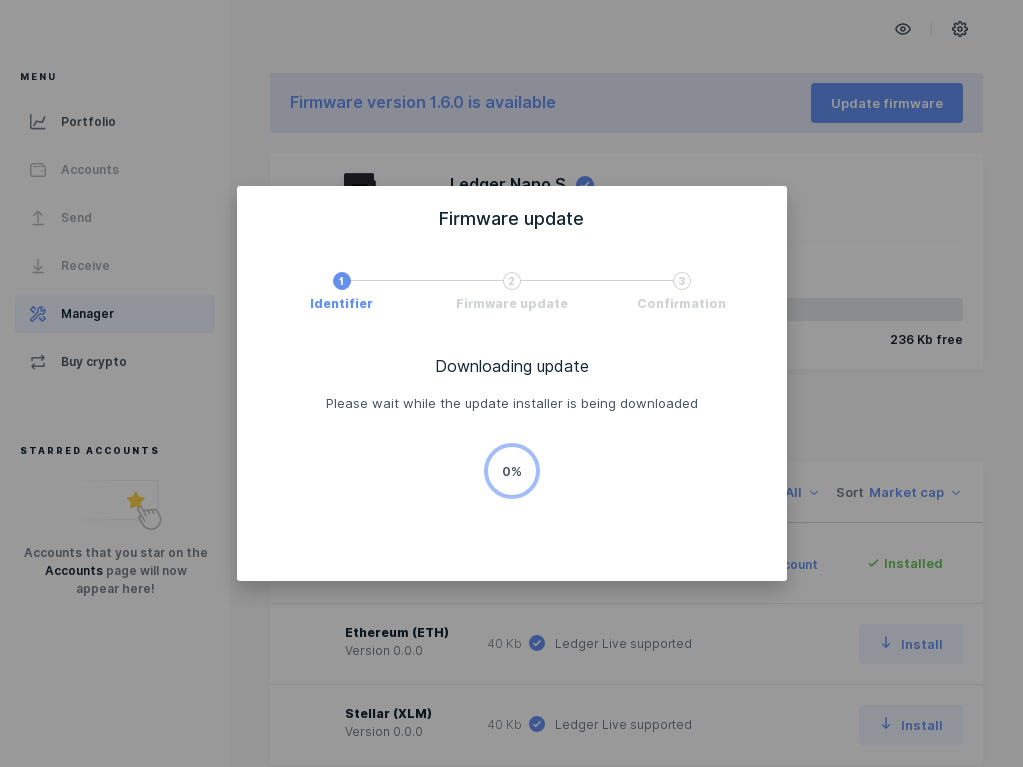 MENU
Portfolio
Accounts
Send
Receive
Manager
Buy crypto
STARRED ACCOUNTS
Accounts that you star on the
Accounts page will now
appear here!
Firmware version 1.6.0 is available
Update firmware
Ledger Nano S
236 Kb free
Firmware update
1
2
3
Identifier
Firmware update
Confirmation
Downloading update
Please wait while the update installer is being downloaded
0%
All
Sort Market cap
Installed
Ethereum (ETH)
Version 0.0.0
40 Kb
Ledger Live supported
Install
Stellar (XLM)
Version 0.0.0
40 Kb
Ledger Live supported
Install